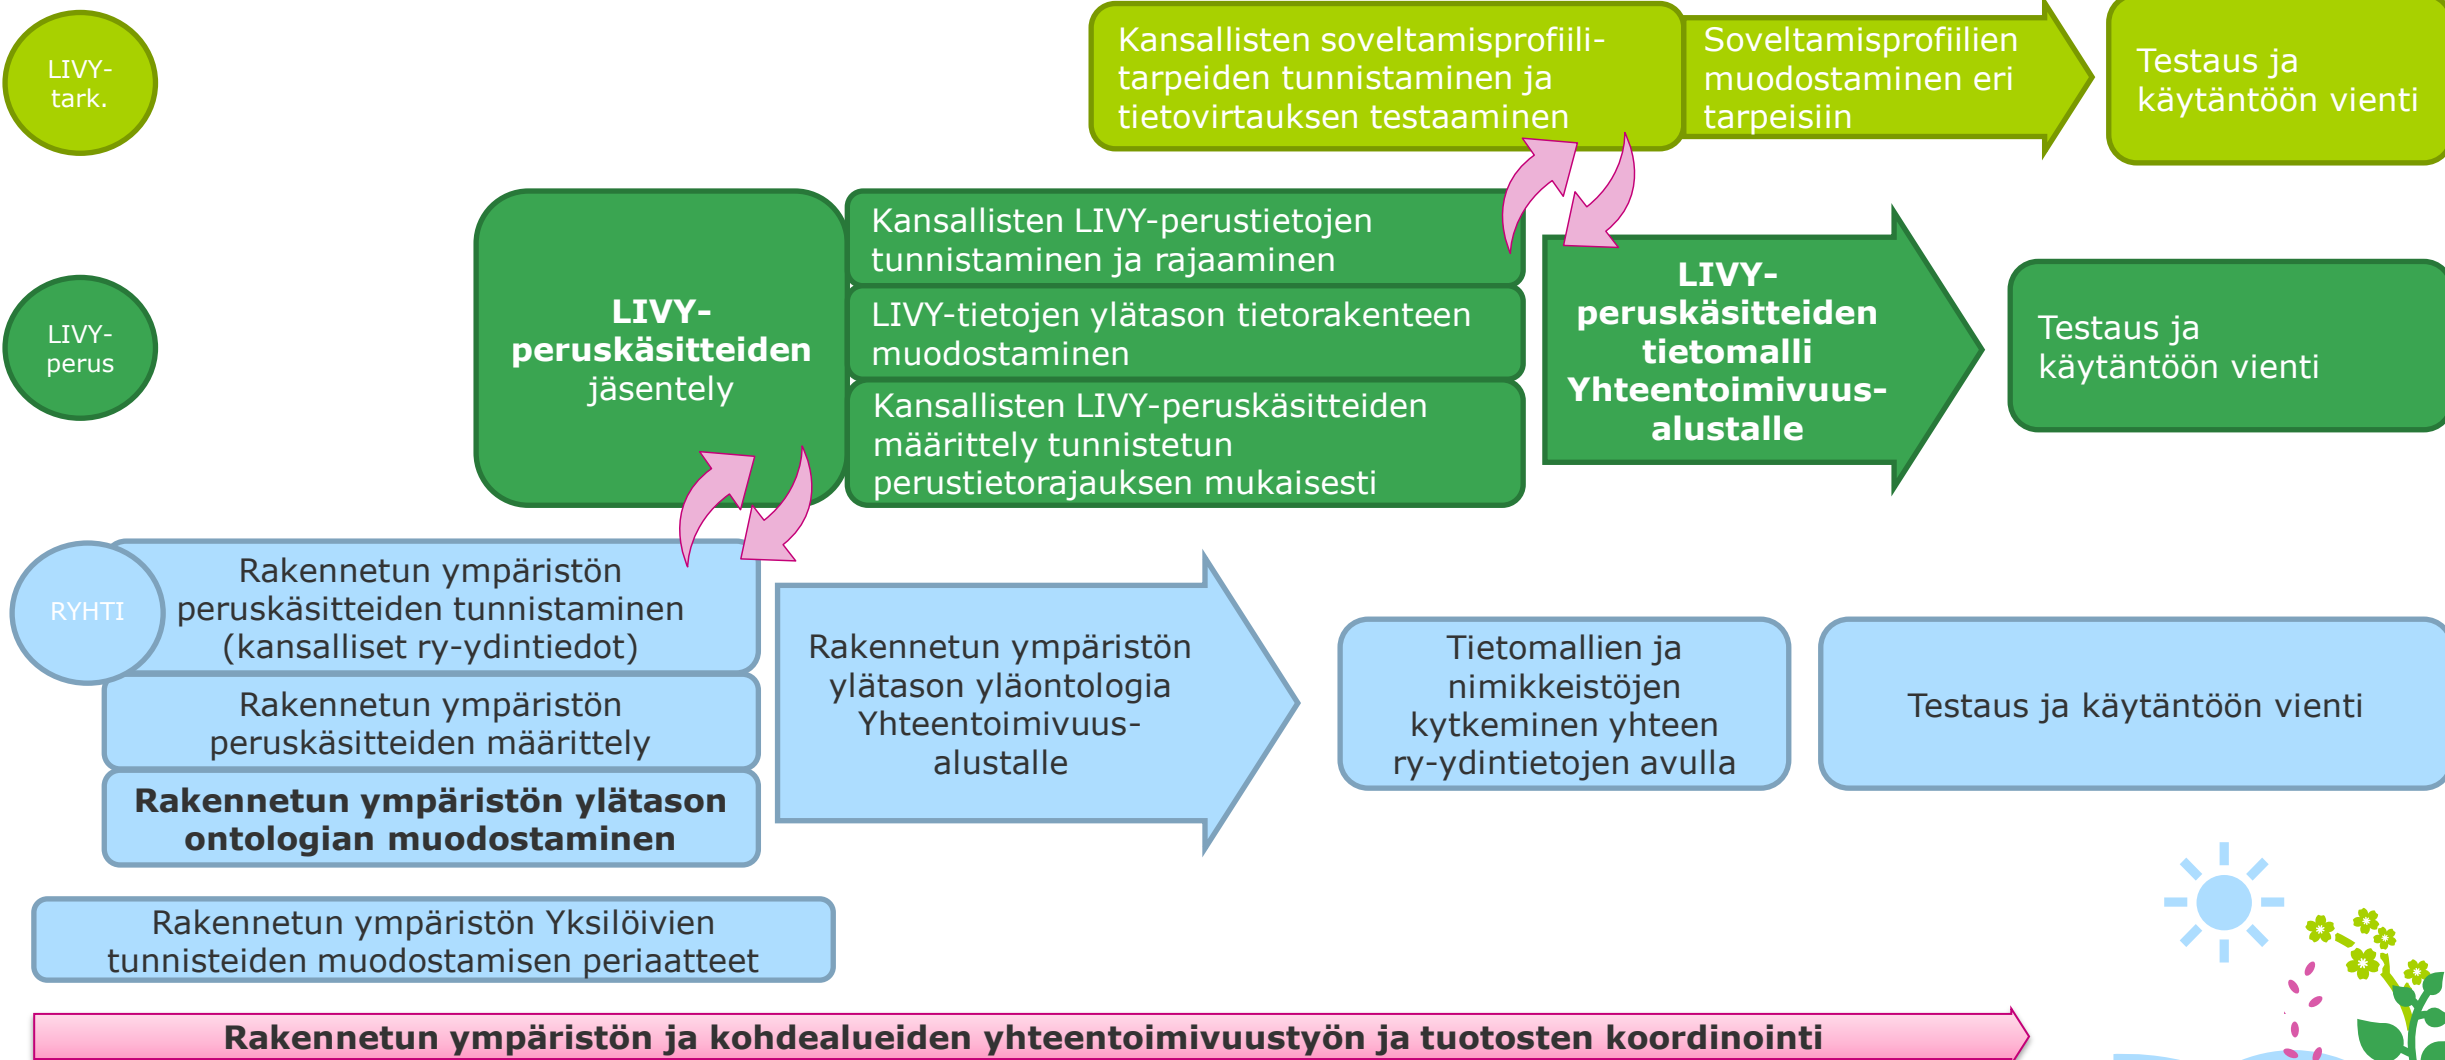 LIVY-
tark.
Kansallisten soveltamisprofiili-
tarpeiden tunnistaminen ja
tietovirtauksen testaaminen
Soveltamisprofiilien
muodostaminen eri
tarpeisiin
Testaus ja
käytäntöön vienti
LIVY-
perus
LIVY-
peruskäsitteiden
jäsentely
Kansallisten LIVY-perustietojen
tunnistaminen ja rajaaminen
LIVY-tietojen ylätason tietorakenteen
muodostaminen
Kansallisten LIVY-peruskäsitteiden
määrittely tunnistetun
perustietorajauksen mukaisesti
LIVY-
peruskäsitteiden
tietomalli
Yhteentoimivuus-
alustalle
Testaus ja
käytäntöön vienti
RYHTI
Rakennetun ympäristön
peruskäsitteiden tunnistaminen
(kansalliset ry-ydintiedot)
Rakennetun ympäristön
peruskäsitteiden määrittely
Rakennetun ympäristön ylätason
ontologian muodostaminen
Rakennetun ympäristön
ylätason yläontologia
Yhteentoimivuus-
alustalle
Tietomallien ja
nimikkeistöjen
kytkeminen yhteen
ry-ydintietojen avulla
Testaus ja käytäntöön vienti
Rakennetun ympäristön Yksilöivien
tunnisteiden muodostamisen periaatteet
Rakennetun ympäristön ja kohdealueiden yhteentoimivuustyön ja tuotosten koordinointi